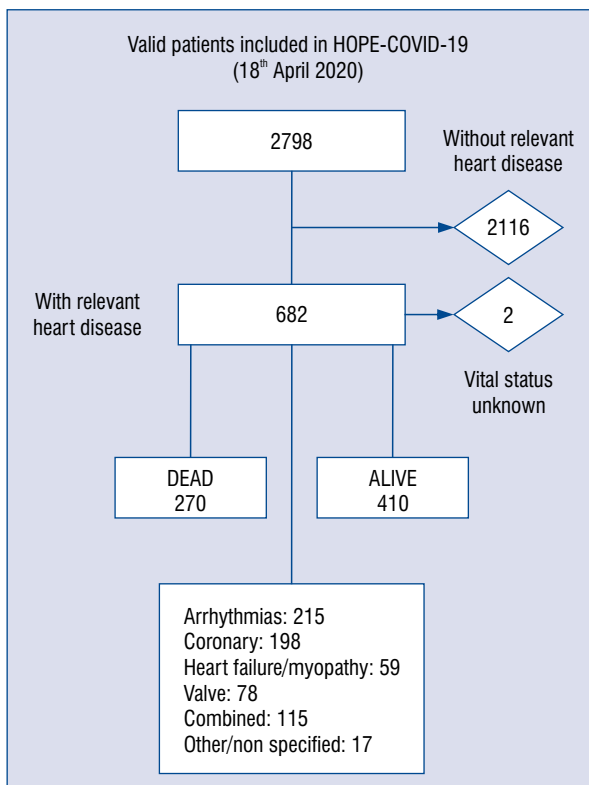 Valid patients included in HOPE-COVID-19
(18th April 2020)
2798
Without relevant
heart disease
2116
With relevant
heart disease
682
2
Vital status
unknown
DEAD
270
ALIVE
410
Arrhythmias: 215
Coronary: 198
Heart failure/myopathy: 59
Valve: 78
Combined: 115
Other/non specified: 17